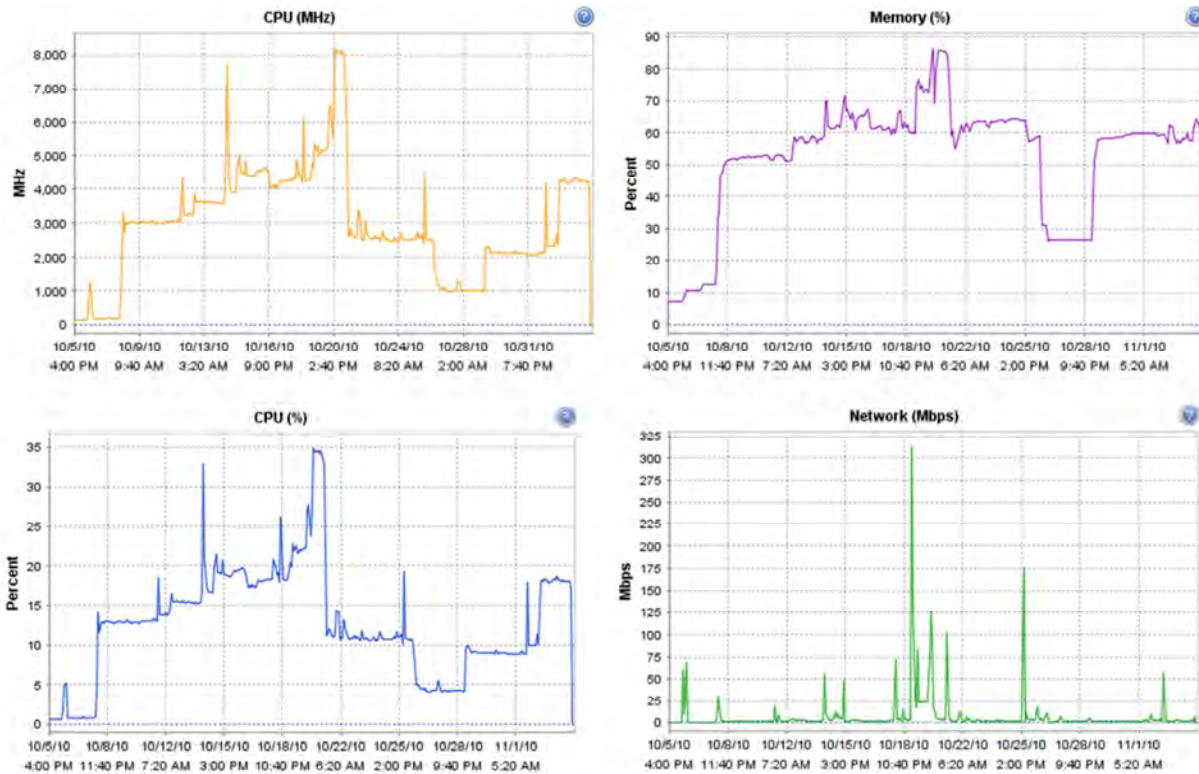 CPU (MHz)
8,000
7,000
6,000
5,000
4,000
3,000
2,000
1,000
0
MHz
10/5/10 10/9/10 10/13/10 10/16/10 10/20/10 10/24/10 10/28/10 10/31/10
4:00 PM 9:40 AM 3:20 AM 9:00 PM 2:40 PM 8:20 AM 2:00 AM 7:40 PM
Memory (%)
90
80
70
60
50
40
30
20
10
0
Percent
10/5/10 10/8/10 10/12/10 10/15/10 10/18/10 10/22/10 10/25/10 10/28/10 11/1/10
4:00 PM 11:40 PM 7:20 AM 3:00 PM 10:40 PM 6:20 AM 2:00 PM 9:40 PM 5:20 AM
CPU (%)
35
30
25
20
15
10
5
0
Percent
10/5/10 10/8/10 10/12/10 10/15/10 10/18/10 10/22/10 10/25/10 10/28/10 11/1/10
4:00 PM 11:40 PM 7:20 AM 3:00 PM 10:40 PM 6:20 AM 2:00 PM 9:40 PM 5:20 AM
Network (Mbps)
325
300
275
250
225
200
175
150
125
100
75
50
25
0
Mbps
10/5/10 10/8/10 10/12/10 10/15/10 10/18/10 10/22/10 10/25/10 10/28/10 11/1/10
4:00 PM 11:40 PM 7:20 AM 3:00 PM 10:40 PM 6:20 AM 2:00 PM 9:40 PM 5:20 AM